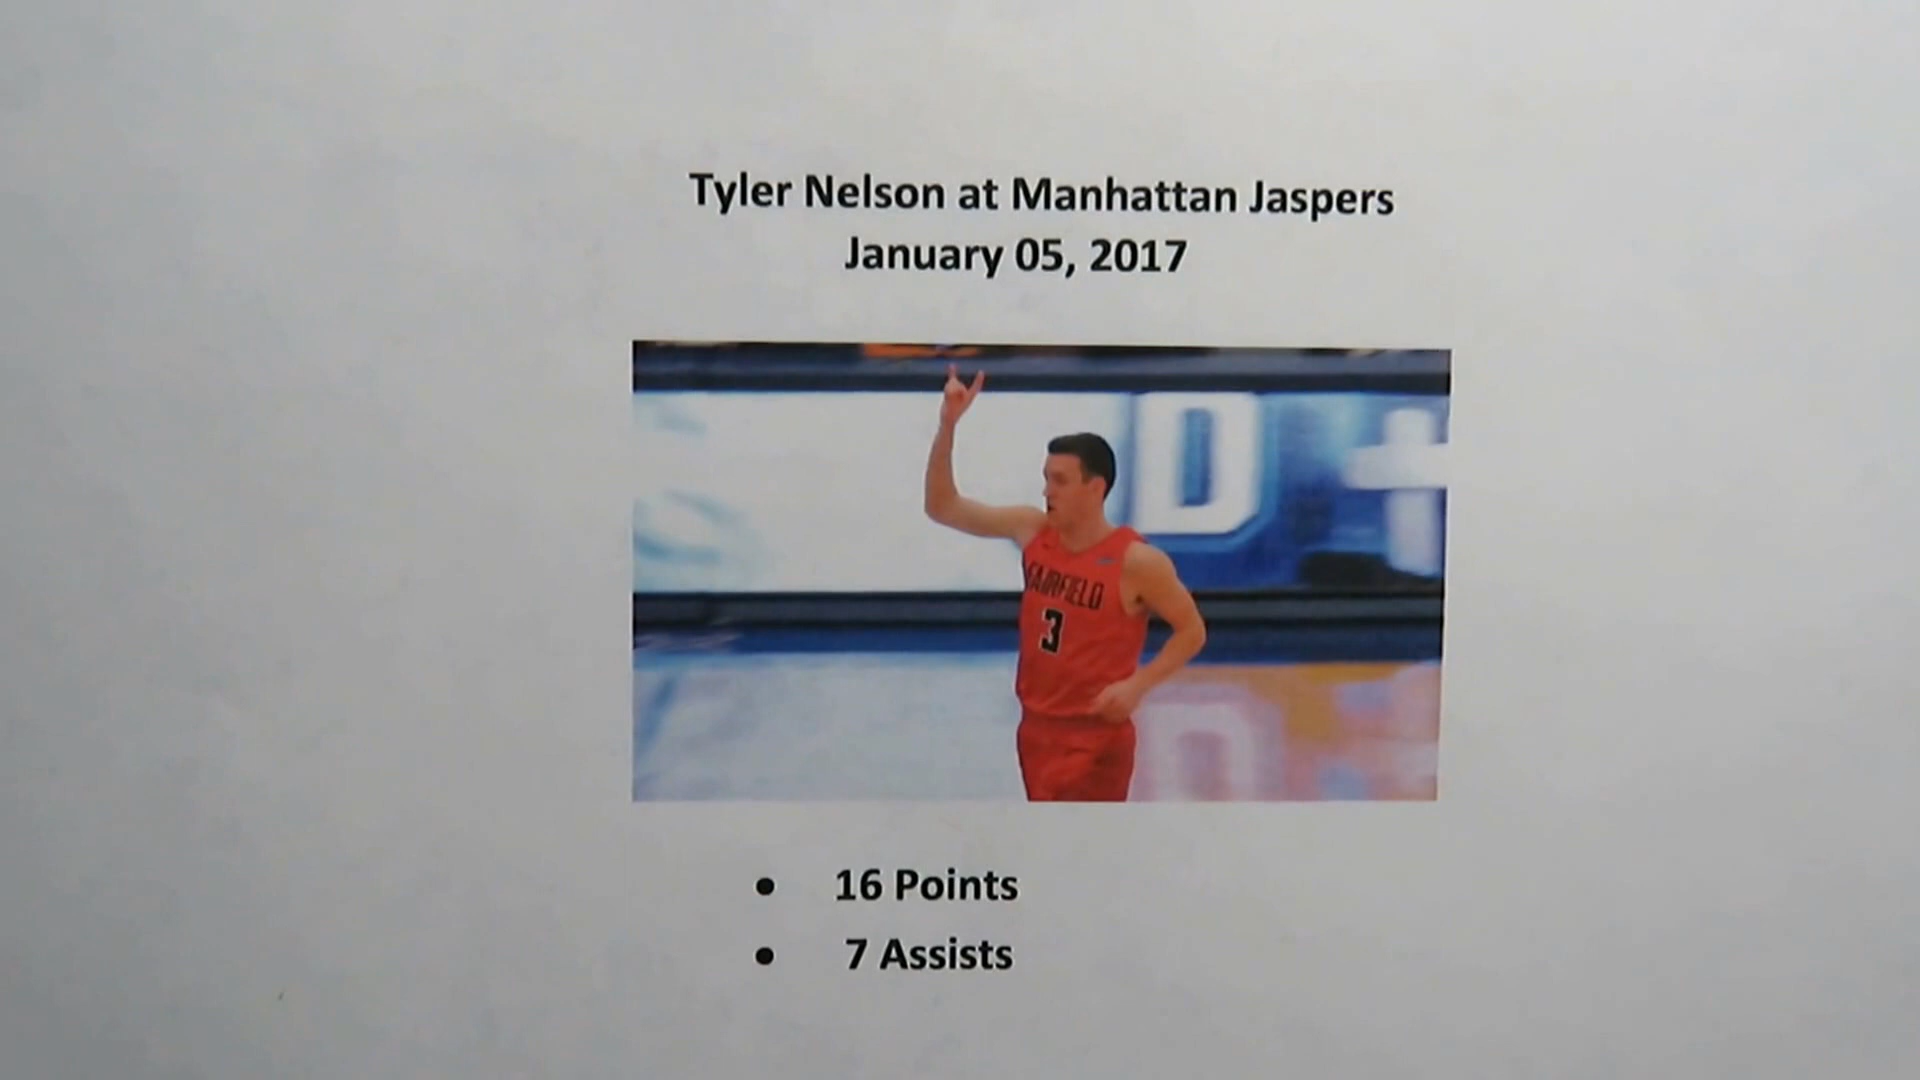 Tyler Nelson at Manhattan Jaspers
January 05, 2017
D
FAIRFIELD
3
• 16 Points
• 7 Assists